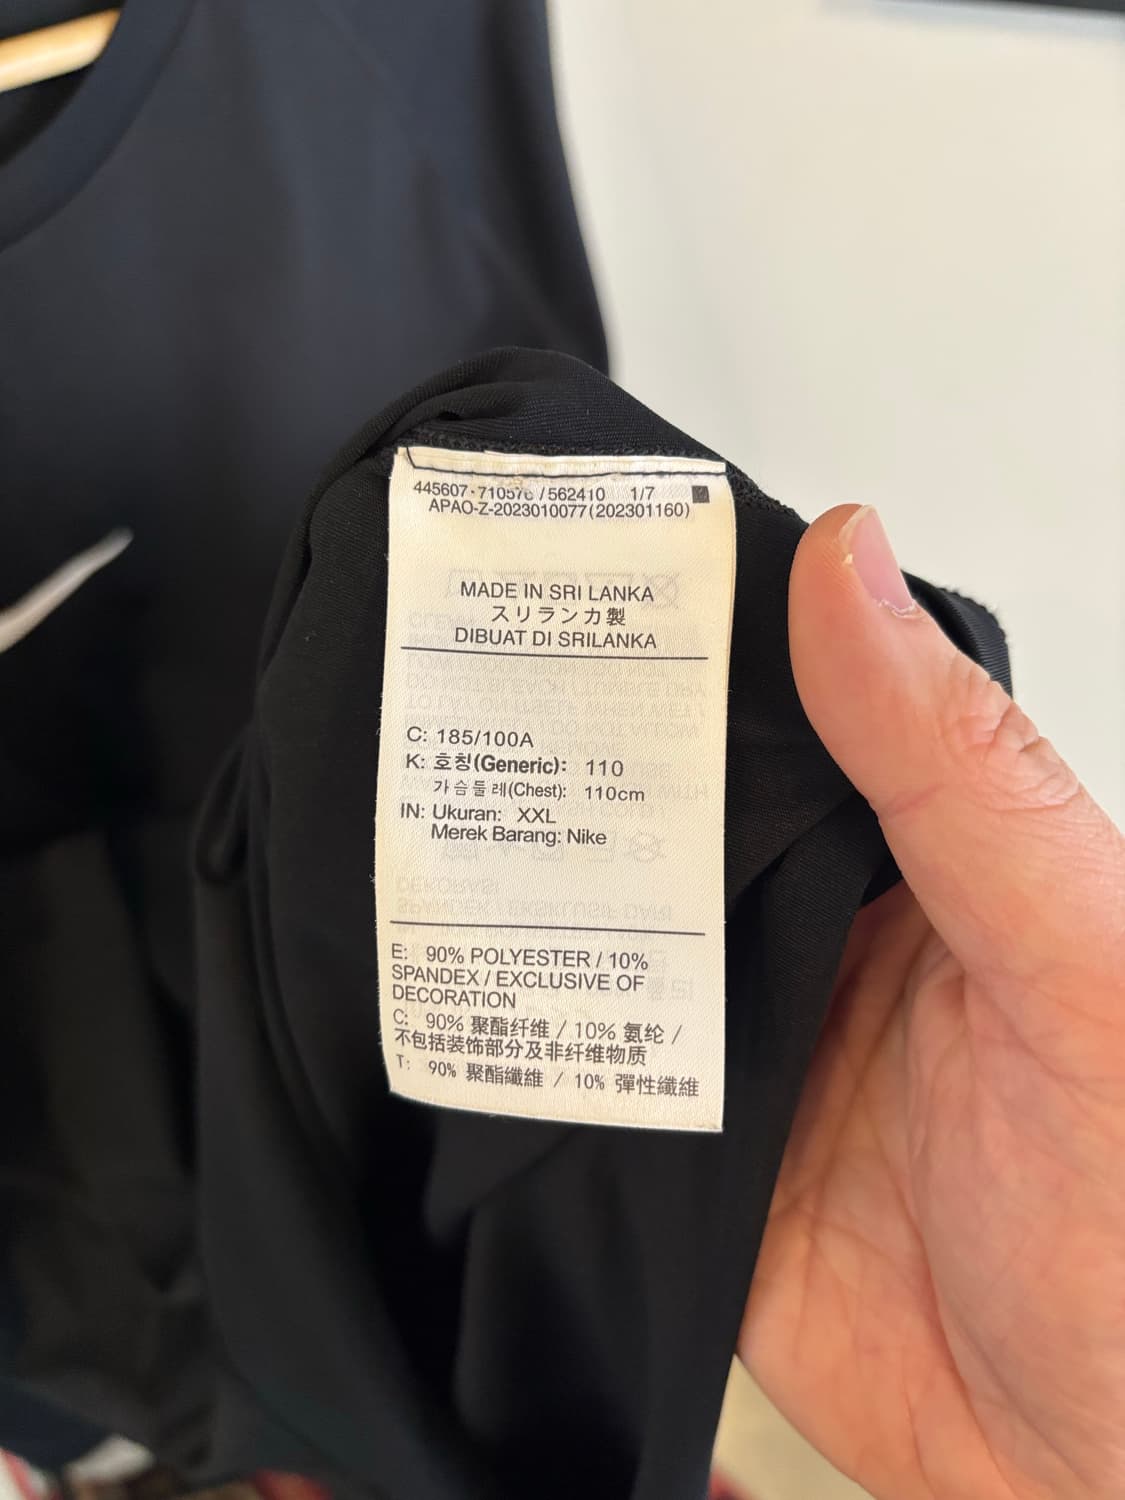 445607-710576 / 562410 1/7
APAO-Z-2023010077(202301160)
MADE IN SRI LANKA
スリランカ製
DIBUAT DI SRILANKA
C: 185/100A
K: 호칭(Generic): 110
가슴둘레(Chest): 110cm
IN: Ukuran: XXL
Merek Barang: Nike
E: 90% POLYESTER / 10%
SPANDEX / EXCLUSIVE OF
DECORATION
C: 90% 聚酯纤维 / 10% 氨纶 /
不包括装饰部分及非纤维物质
T: 90% 聚酯纖維 / 10% 彈性纖維